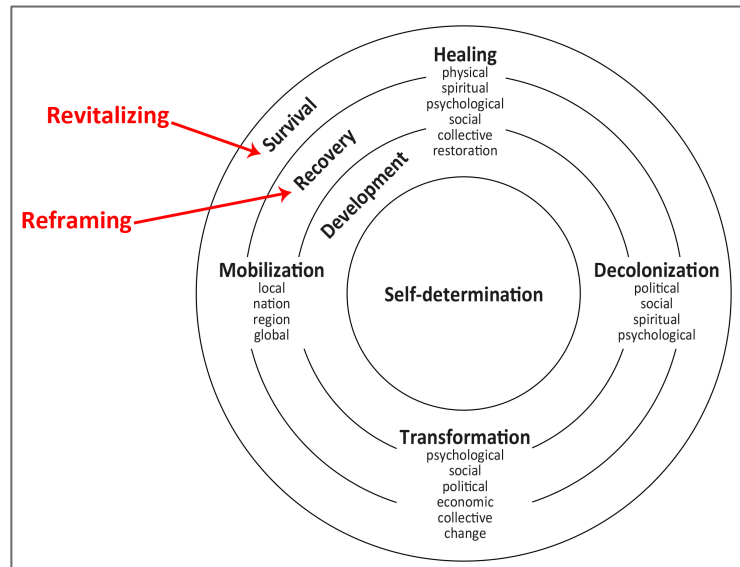 Healing
physical
spiritual
psychological
social
collective
restoration
Revitalizing
Survival
Recovery
Development
Reframing
Mobilization
local
nation
region
global
Self-determination
Decolonization
political
social
spiritual
psychological
Transformation
psychological
social
political
economic
collective
change